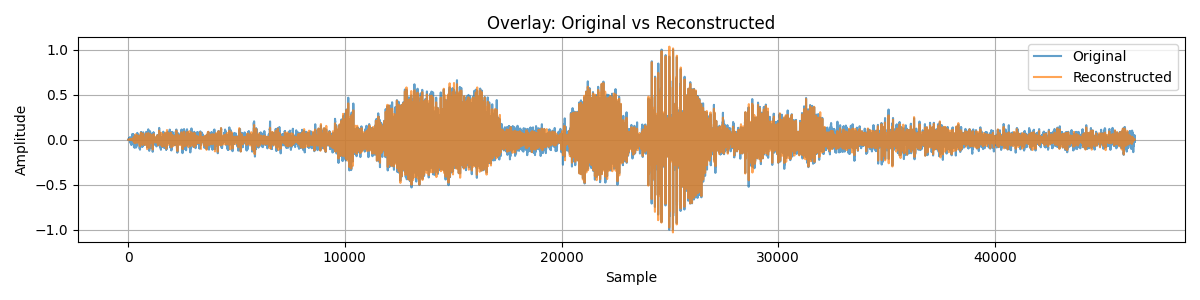 Overlay: Original vs Reconstructed
Original
Reconstructed
Amplitude
1.0
0.5
0.0
−0.5
−1.0
0
10000
20000
30000
40000
Sample